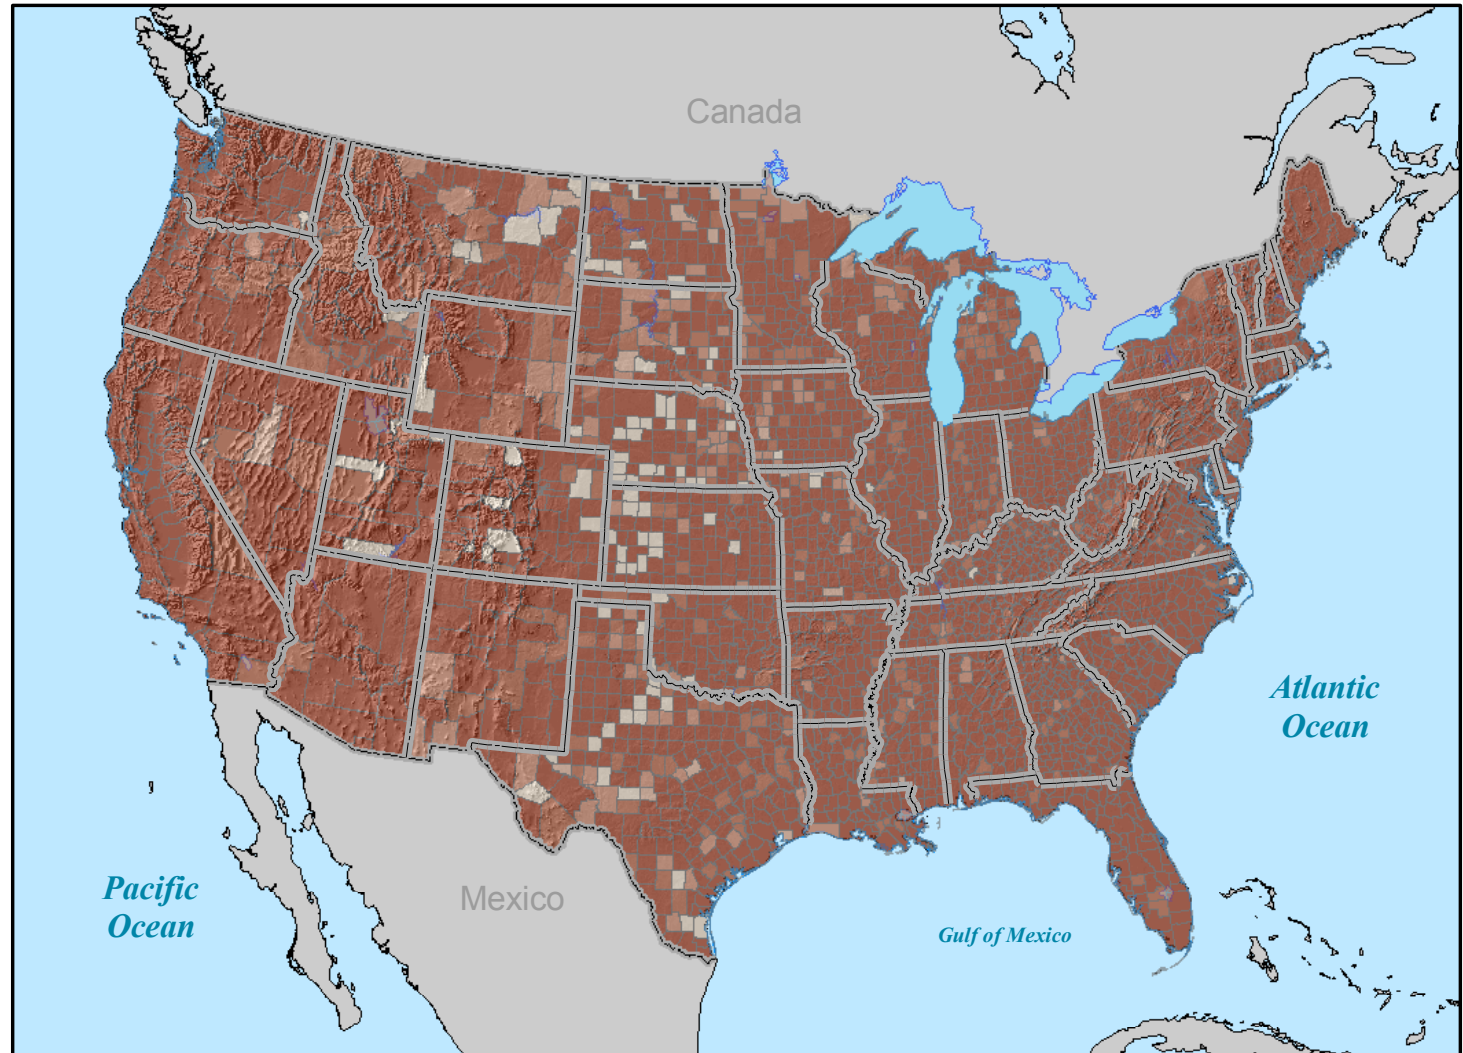 Canada
Atlantic
Ocean
Pacific
Ocean
Mexico
Gulf of Mexico